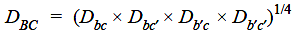 D_BC = (D_bc × D_bc′ × D_b′c × D_b′c′)^1/4